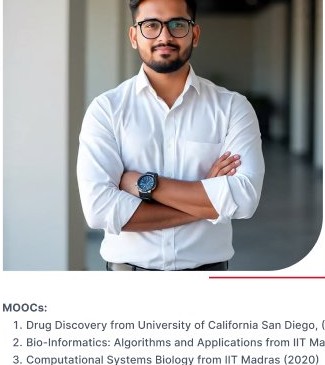 MOOCs:
1. Drug Discovery from University of California San Diego, (
2. Bio-Informatics: Algorithms and Applications from IIT Ma
3. Computational Systems Biology from IIT Madras (2020)